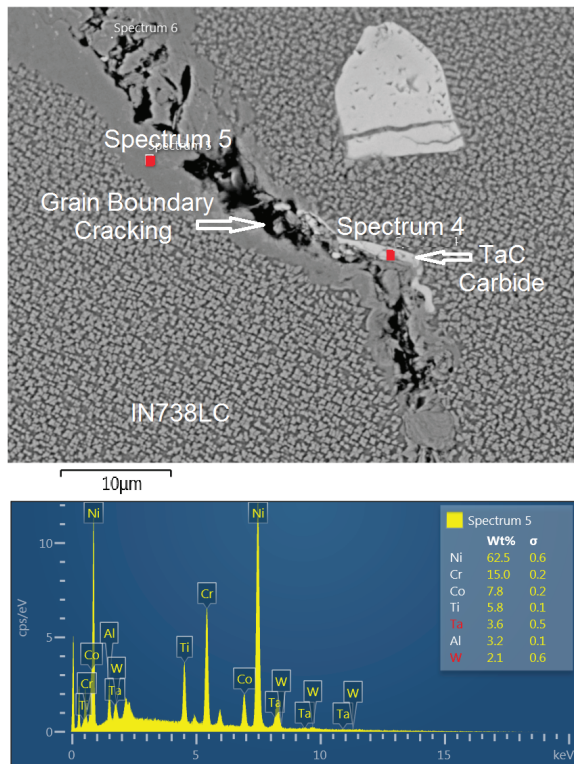 Spectrum 6
Spectrum 5
Spectrum 5
Grain Boundary
Cracking
Spectrum 4
1
TaC
Carbide
IN738LC
10µm
cps/eV
10
5
0
Ni
Co
Cr
Ti
Al
W
Ta
Ti
Cr
Co
Ni
Ta
W
Ta
W
Ta
W
0
5
10
15
keV
Spectrum 5
Wt% σ
Ni 62.5 0.6
Cr 15.0 0.2
Co 7.8 0.2
Ti 5.8 0.1
Ta 3.6 0.5
Al 3.2 0.1
W 2.1 0.6